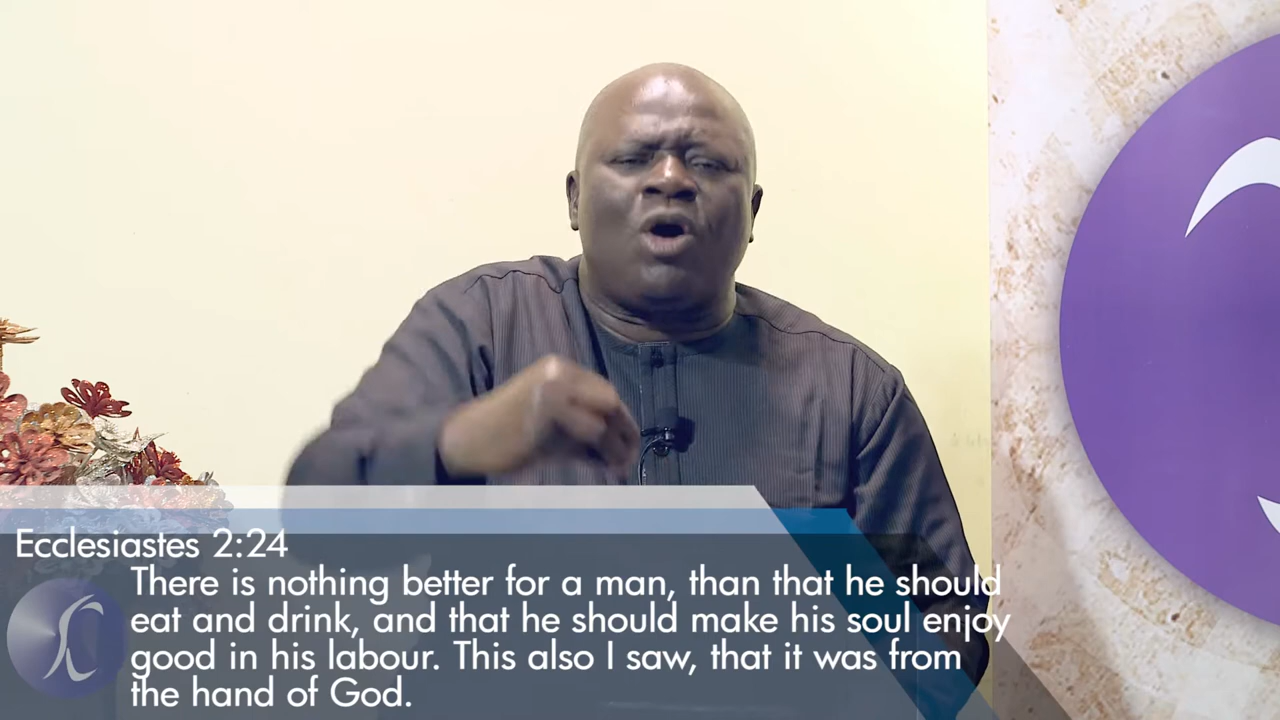 Ecclesiastes 2:24
There is nothing better for a man, than that he should
eat and drink, and that he should make his soul enjoy
good in his labour. This also I saw, that it was from
the hand of God.